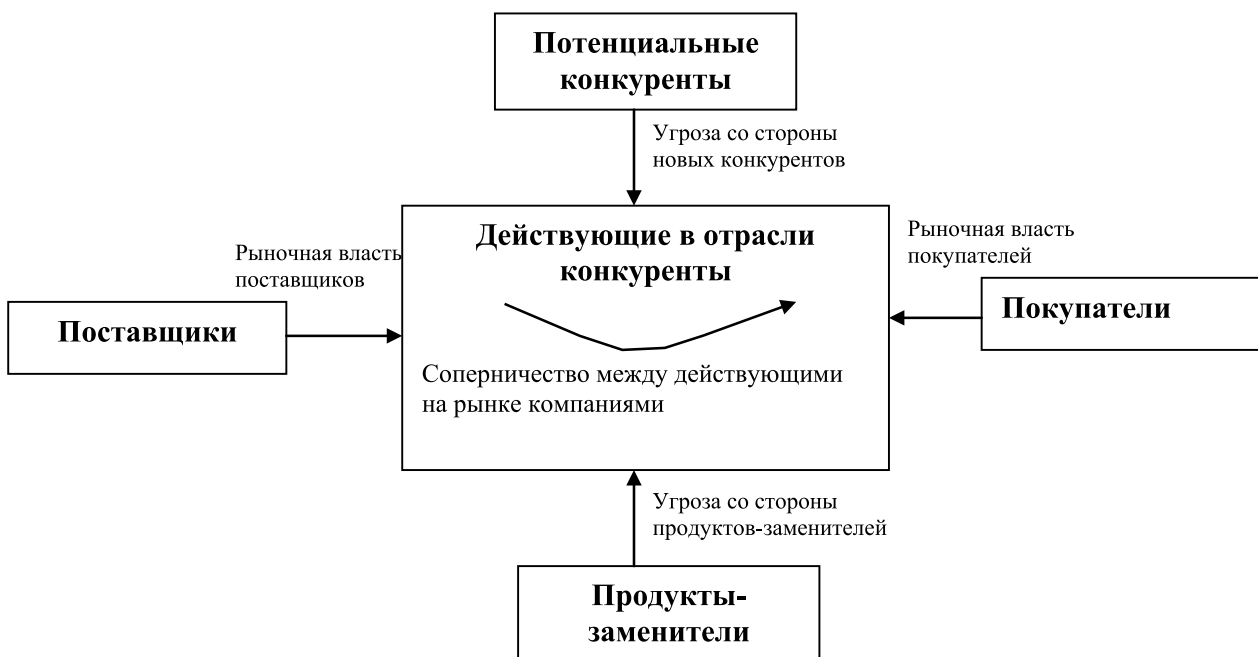 Потенциальные
конкуренты
Угроза со стороны
новых конкурентов
Действующие в отрасли
конкуренты
Рыночная власть
поставщиков
Рыночная власть
покупателей
Поставщики
Покупатели
Соперничество между действующими
на рынке компаниями
Угроза со стороны
продуктов-заменителей
Продукты-
заменители